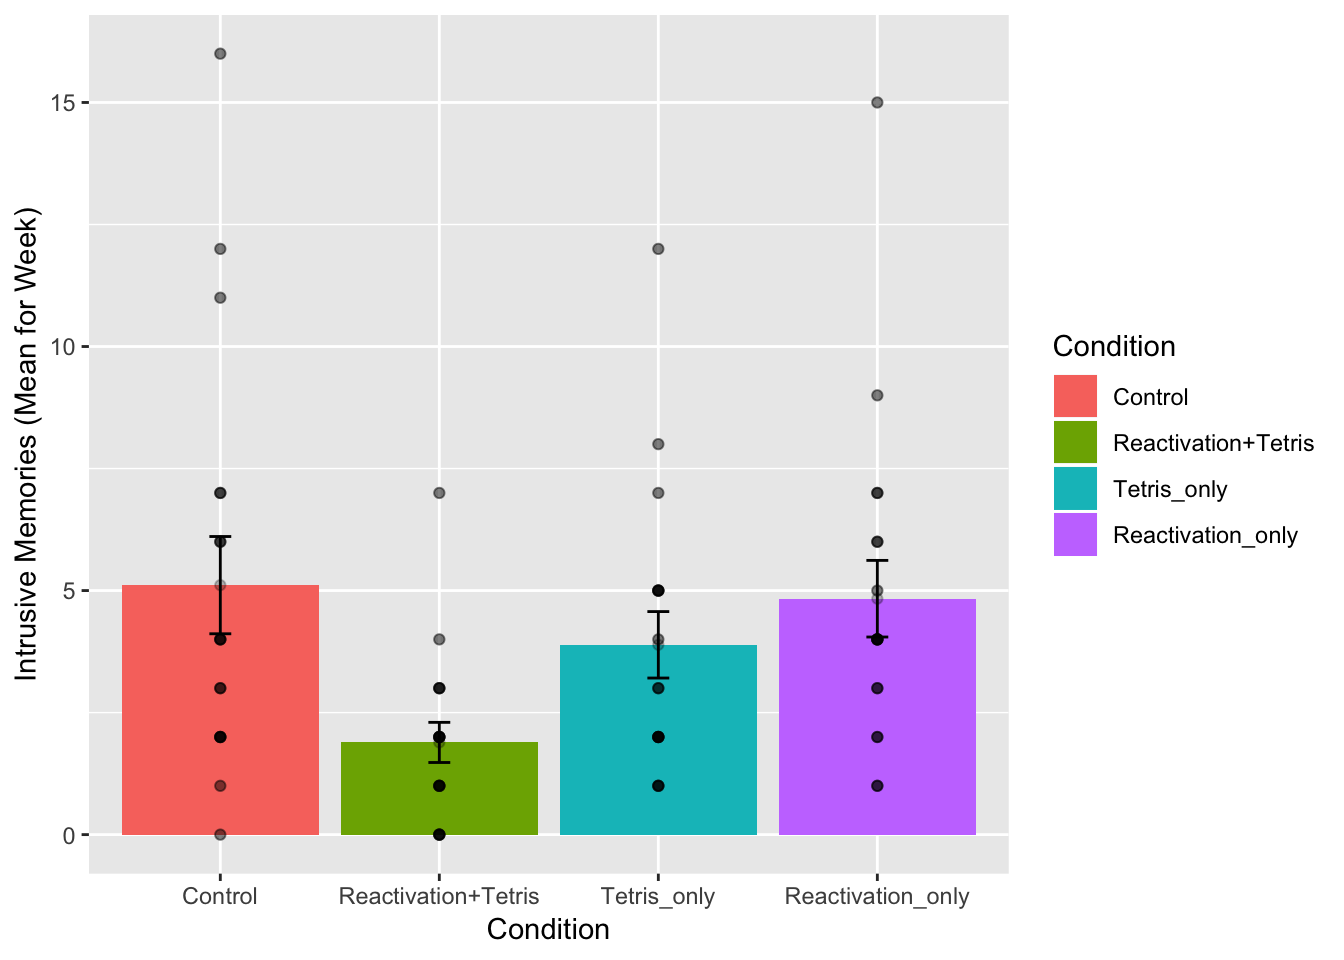 Intrusive Memories (Mean for Week)
15
10
5
0
Control
Reactivation+Tetris
Tetris_only
Reactivation_only
Condition
Condition
Control
Reactivation+Tetris
Tetris_only
Reactivation_only